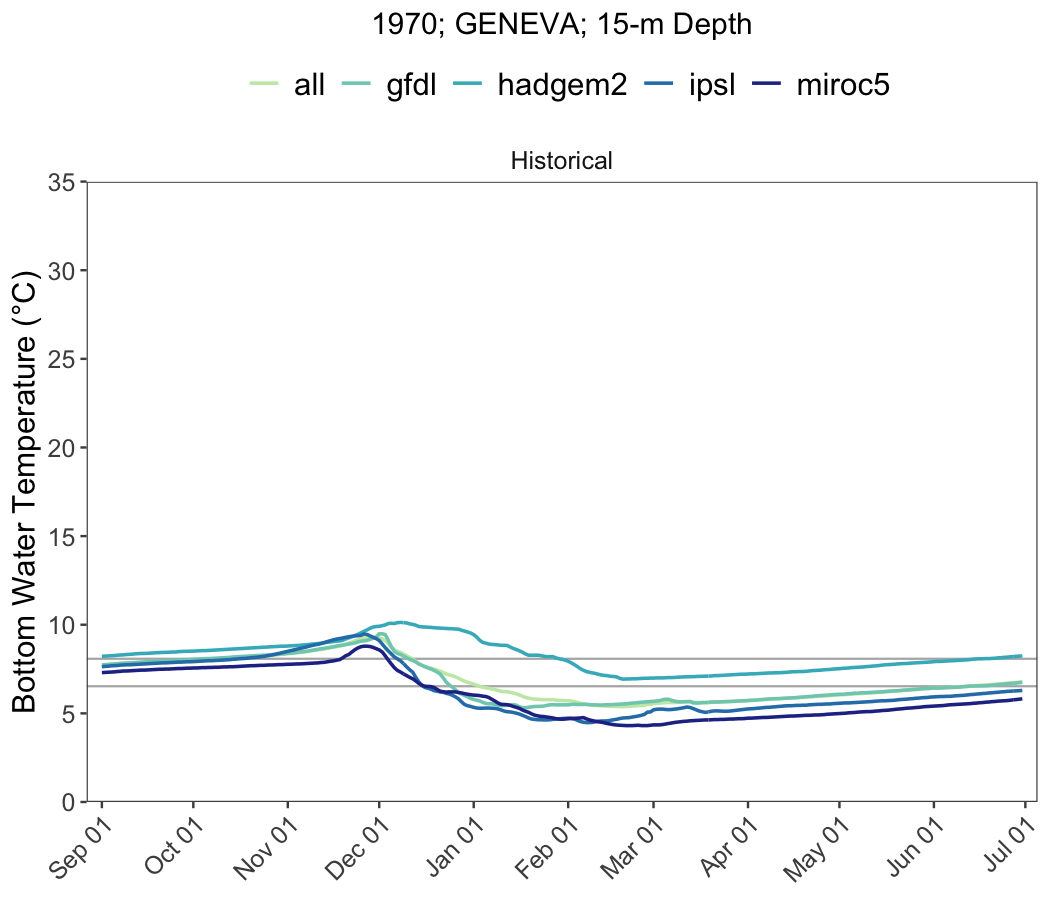 1970; GENEVA; 15-m Depth
all gfdl hadgem2 ipsl miroc5
Historical
Bottom Water Temperature (°C)
35
30
25
20
15
10
5
0
Sep 01 Oct 01 Nov 01 Dec 01 Jan 01 Feb 01 Mar 01 Apr 01 May 01 Jun 01 Jul 01